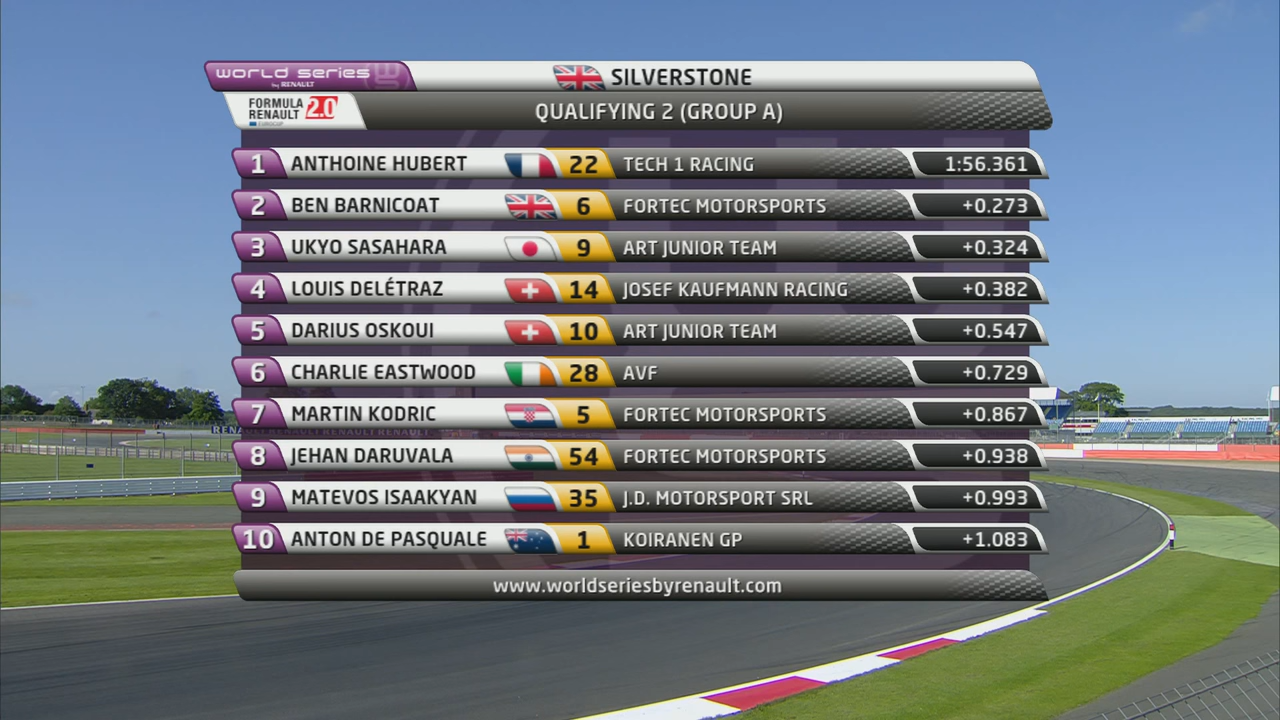 world series
by RENAULT
SILVERSTONE
FORMULA RENAULT 2.0
EUROCUP
QUALIFYING 2 (GROUP A)
1 ANTHOINE HUBERT 22 TECH 1 RACING 1:56.361
2 BEN BARNICOAT 6 FORTEC MOTORSPORTS +0.273
3 UKYO SASAHARA 9 ART JUNIOR TEAM +0.324
4 LOUIS DELÉTRAZ 14 JOSEF KAUFMANN RACING +0.382
5 DARIUS OSKOUI 10 ART JUNIOR TEAM +0.547
6 CHARLIE EASTWOOD 28 AVF +0.729
7 MARTIN KODRIC 5 FORTEC MOTORSPORTS +0.867
RENAULT RENAULT RENAULT RENAULT
8 JEHAN DARUVALA 54 FORTEC MOTORSPORTS +0.938
9 MATEVOS ISAAKYAN 35 J.D. MOTORSPORT SRL +0.993
10 ANTON DE PASQUALE 1 KOIRANEN GP +1.083
www.worldseriesbyrenault.com